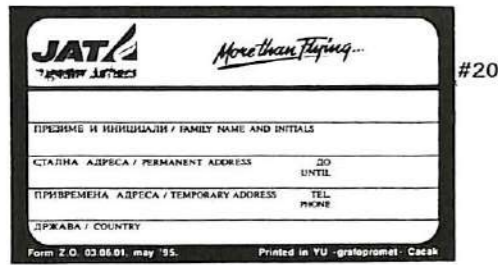 JAT
More than Flying...
Yugoslav Airlines
#20
ПРЕЗИМЕ И ИНИЦИЈАЛИ / FAMILY NAME AND INITIALS
СТАЛНА АДРЕСА / PERMANENT ADDRESS ДО
UNTIL
ПРИВРЕМЕНА АДРЕСА / TEMPORARY ADDRESS TEL.
PHONE
ДРЖАВА / COUNTRY
Form Z.O. 03.06.01, may '95. Printed in YU -grafopromet- Cacak